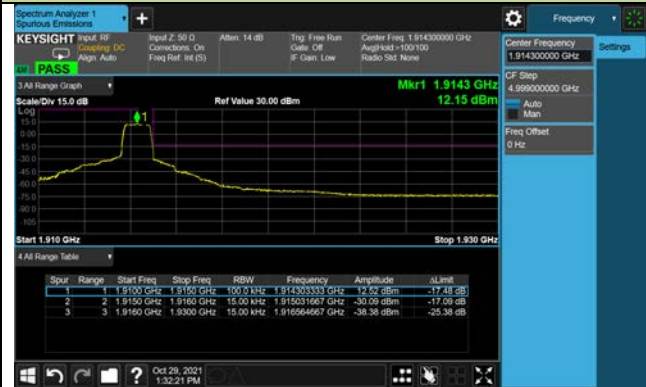 Spectrum Analyzer 1
Spurious Emissions
Frequency
KEYSIGHT
Input: RF
Coupling: DC
Align: Auto
Input Z: 50 Ω
Corrections: On
Freq Ref: Int (S)
Atten: 14 dB
Trig: Free Run
Gate: Off
IF Gain: Low
Center Freq: 1.914300000 GHz
Avg|Hold:>100/100
Radio Std: None
PASS
3 All Range Graph
Mkr1 1.9143 GHz
Scale/Div 15.0 dB
Ref Value 30.00 dBm
12.15 dBm
Log
1
15.0
0.00
-15.0
-30.0
-45.0
-60.0
-75.0
-90.0
-105
Start 1.910 GHz
Stop 1.930 GHz
4 All Range Table
Spur Range Start Freq Stop Freq RBW Frequency Amplitude ΔLimit
1 1 1.9100 GHz 1.9150 GHz 100.0 kHz 1.914303333 GHz 12.52 dBm -17.48 dB
2 2 1.9150 GHz 1.9160 GHz 15.00 kHz 1.915031667 GHz -30.09 dBm -17.09 dB
3 3 1.9160 GHz 1.9300 GHz 15.00 kHz 1.916564667 GHz -38.38 dBm -25.38 dB
Oct 29, 2021
1:32:21 PM
Center Frequency
1.914300000 GHz
Settings
CF Step
4.999000000 GHz
Auto
Man
Freq Offset
0 Hz